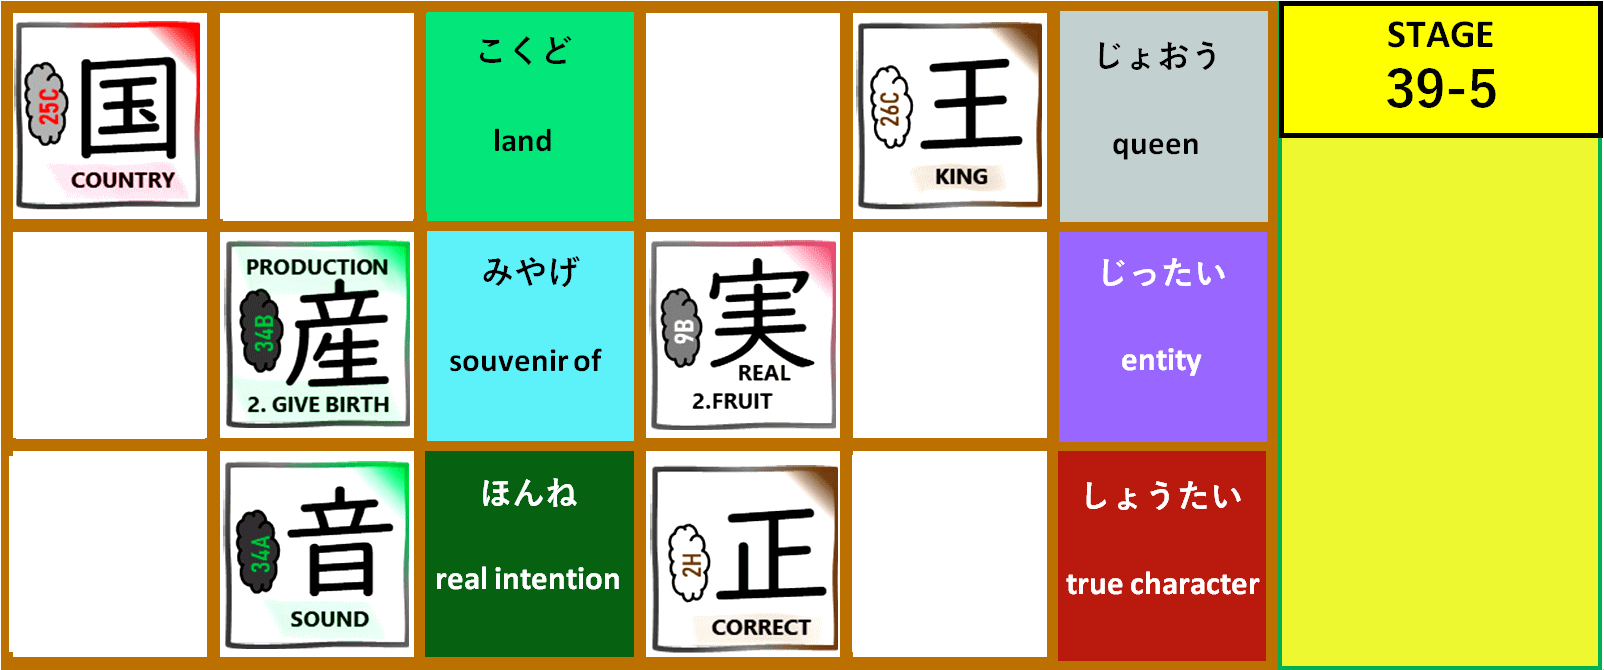 25C
国
COUNTRY
こくど
land
26C
王
KING
じょおう
queen
STAGE
39-5
PRODUCTION
34B
産
2. GIVE BIRTH
みやげ
souvenir of
9B
実
REAL
2.FRUIT
じったい
entity
34A
音
SOUND
ほんね
real intention
2H
正
CORRECT
しょうたい
true character